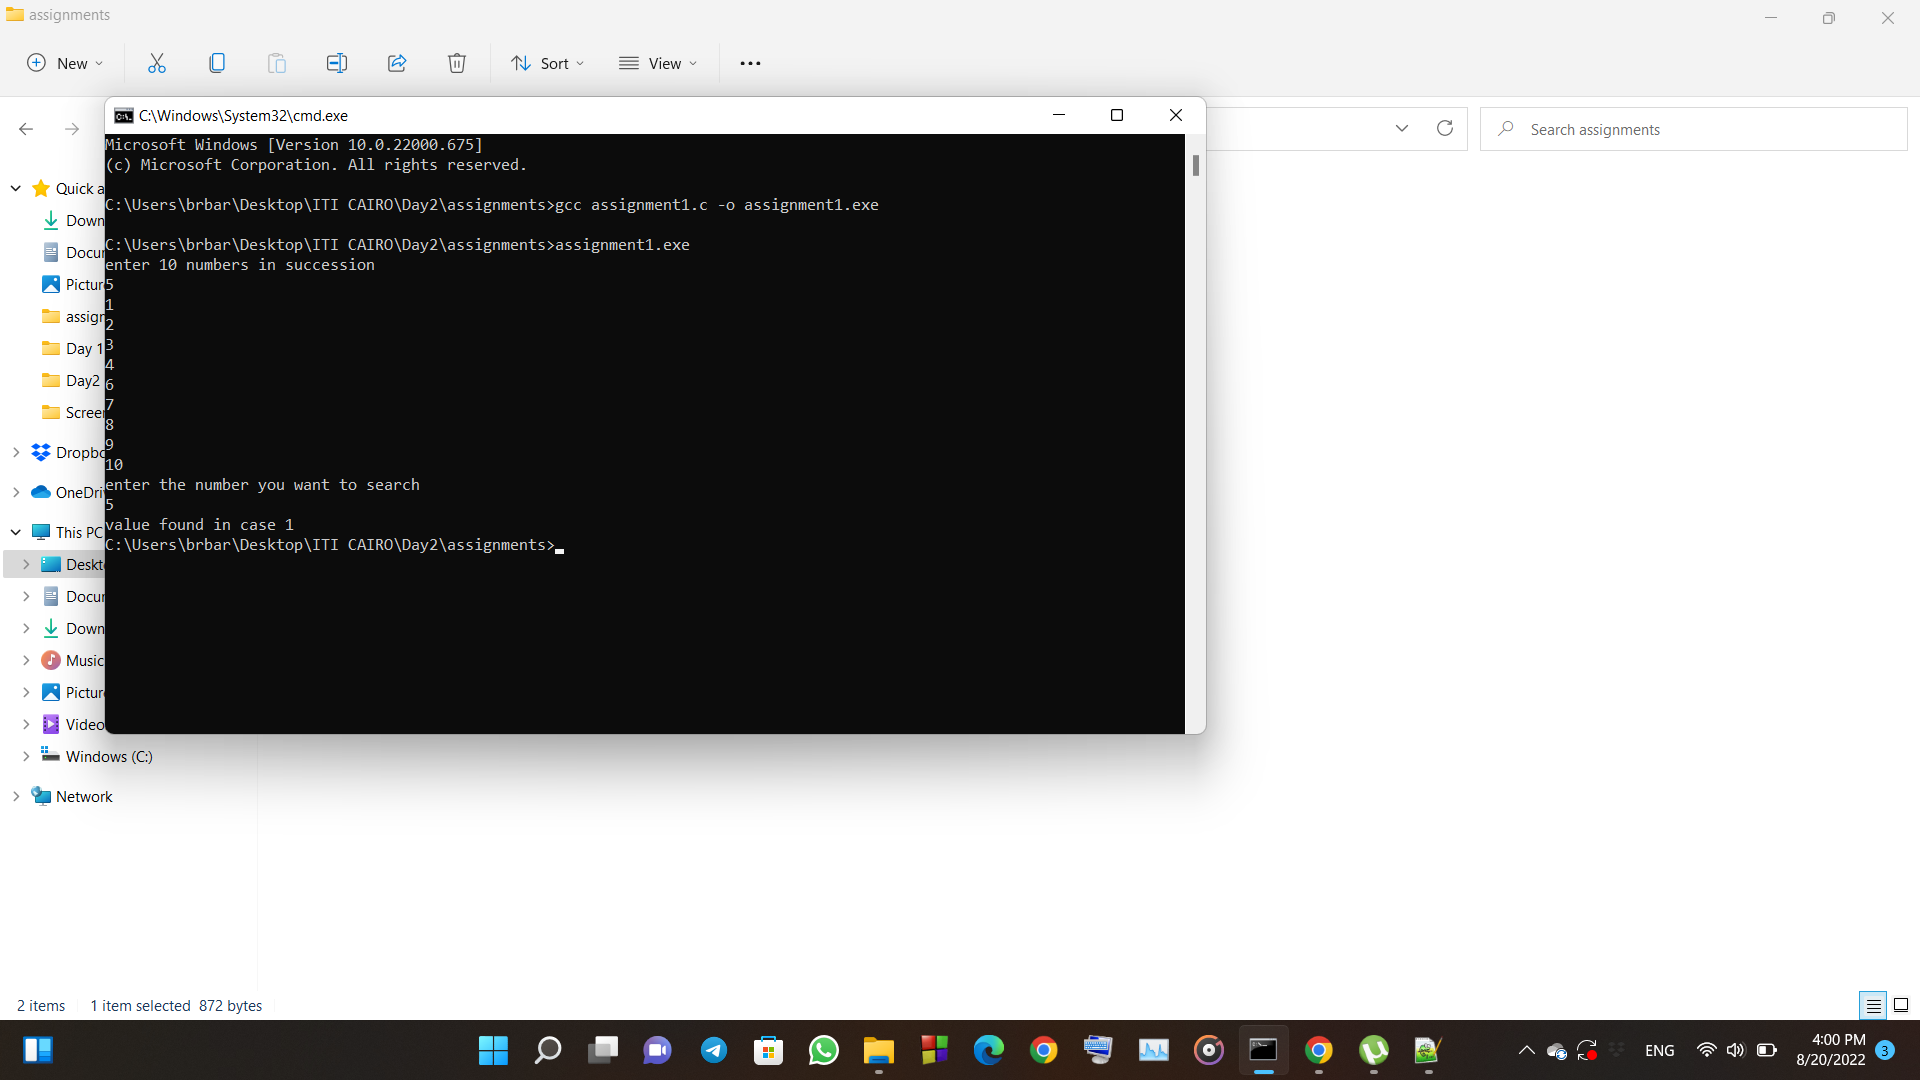 assignments
New
Sort
View
C:\Windows\System32\cmd.exe
Search assignments
Microsoft Windows [Version 10.0.22000.675]
(c) Microsoft Corporation. All rights reserved.
C:\Users\brbar\Desktop\ITI CAIRO\Day2\assignments>gcc assignment1.c -o assignment1.exe
C:\Users\brbar\Desktop\ITI CAIRO\Day2\assignments>assignment1.exe
enter 10 numbers in succession
5
1
2
3
4
6
7
8
9
10
enter the number you want to search
5
value found in case 1
C:\Users\brbar\Desktop\ITI CAIRO\Day2\assignments>
Quick a
Down
Docu
Pictur
assig
Day 1
Day2
Scree
Dropbo
OneDri
This PC
Deskt
Docu
Down
Music
Pictur
Video
Windows (C:)
Network
2 items
1 item selected 872 bytes
ENG
4:00 PM
8/20/2022
3